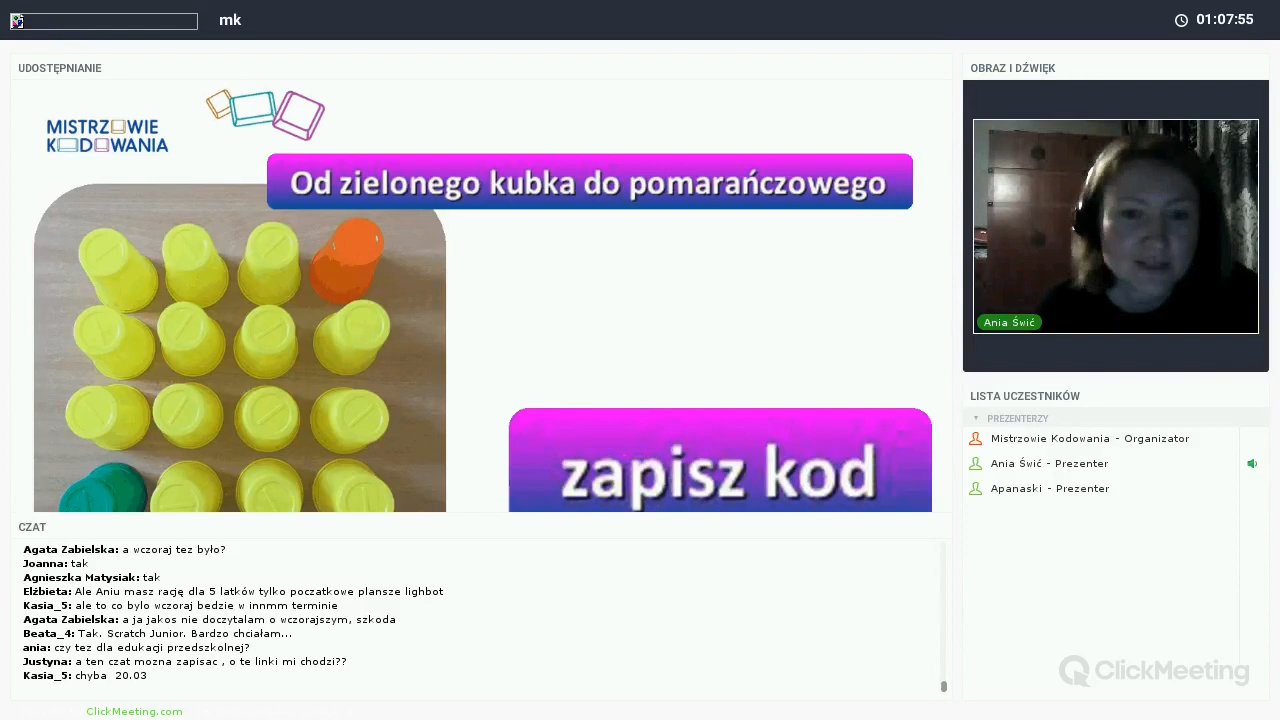 mk
01:07:55
UDOSTĘPNIANIE
OBRAZ I DŹWIĘK
MISTRZOWIE
KODOWANIA
Od zielonego kubka do pomarańczowego
zapisz kod
Ania Świć
LISTA UCZESTNIKÓW
PREZENTERZY
Mistrzowie Kodowania - Organizator
Ania Świć - Prezenter
Apanaski - Prezenter
CZAT
Agata Zabielska: a wczoraj tez było?
Joanna: tak
Agnieszka Matysiak: tak
Elżbieta: Ale Aniu masz rację dla 5 latków tylko poczatkowe plansze lighbot
Kasia_5: ale to co bylo wczoraj bedzie w innmm terminie
Agata Zabielska: a ja jakos nie doczytalam o wczorajszym, szkoda
Beata_4: Tak. Scratch Junior. Bardzo chciałam...
ania: czy tez dla edukacji przedszkolnej?
Justyna: a ten czat mozna zapisac , o te linki mi chodzi??
Kasia_5: chyba 20.03
ClickMeeting
ClickMeeting.com